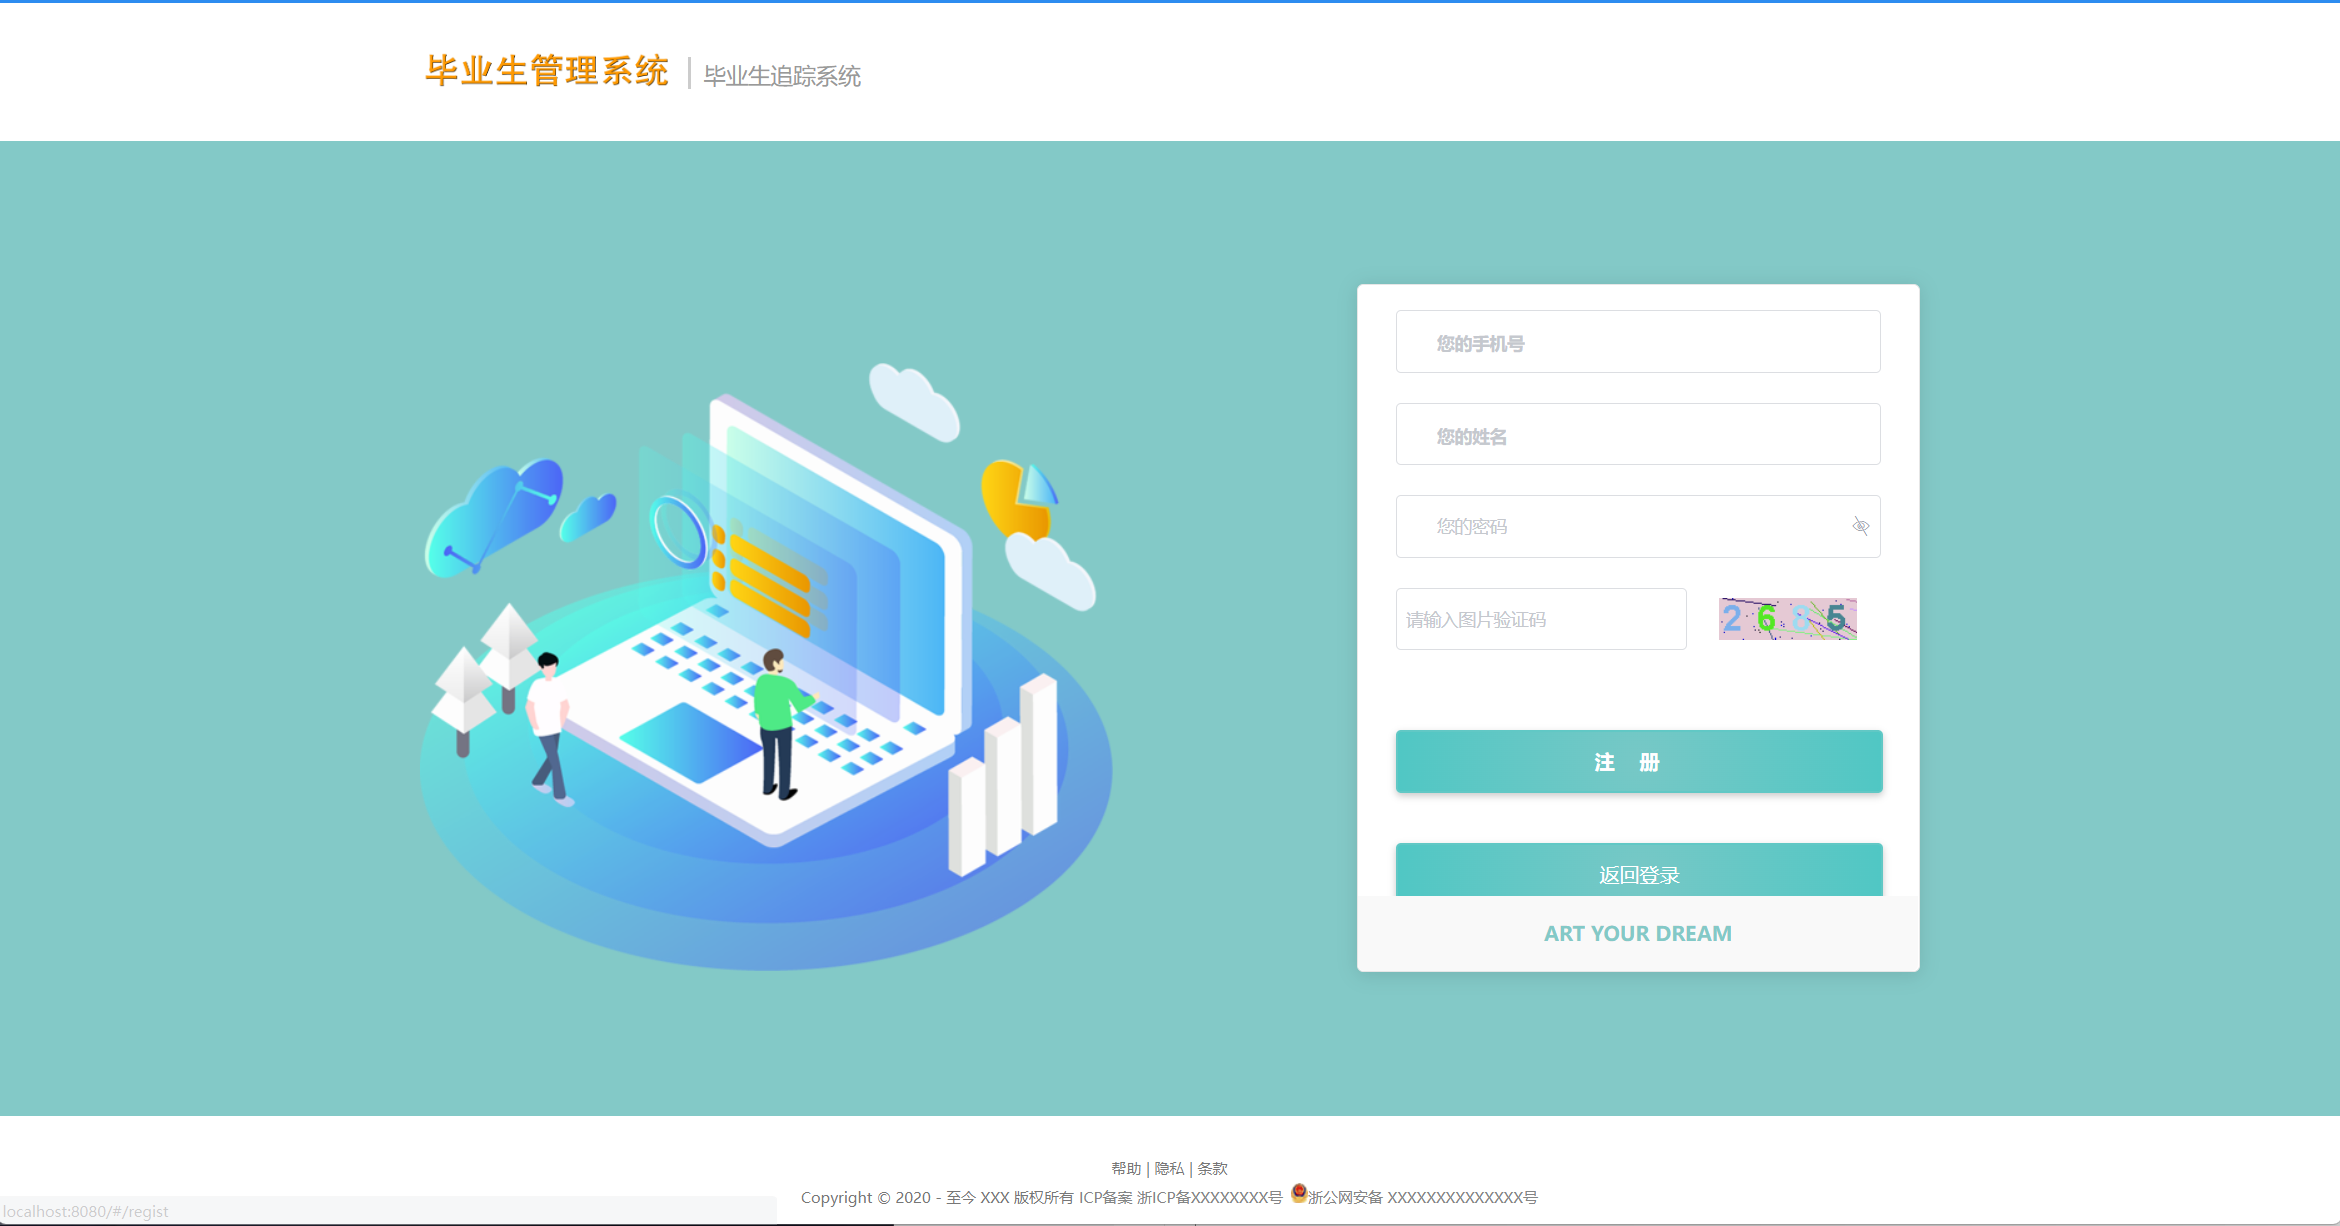 毕业生管理系统 | 毕业生追踪系统
您的手机号
您的姓名
您的密码
请输入图片验证码 2685
注 册
返回登录
ART YOUR DREAM
帮助 | 隐私 | 条款
Copyright © 2020 - 至今 XXX 版权所有 ICP备案 浙ICP备XXXXXXXX号 浙公网安备 XXXXXXXXXXXXXX号
localhost:8080/#/regist